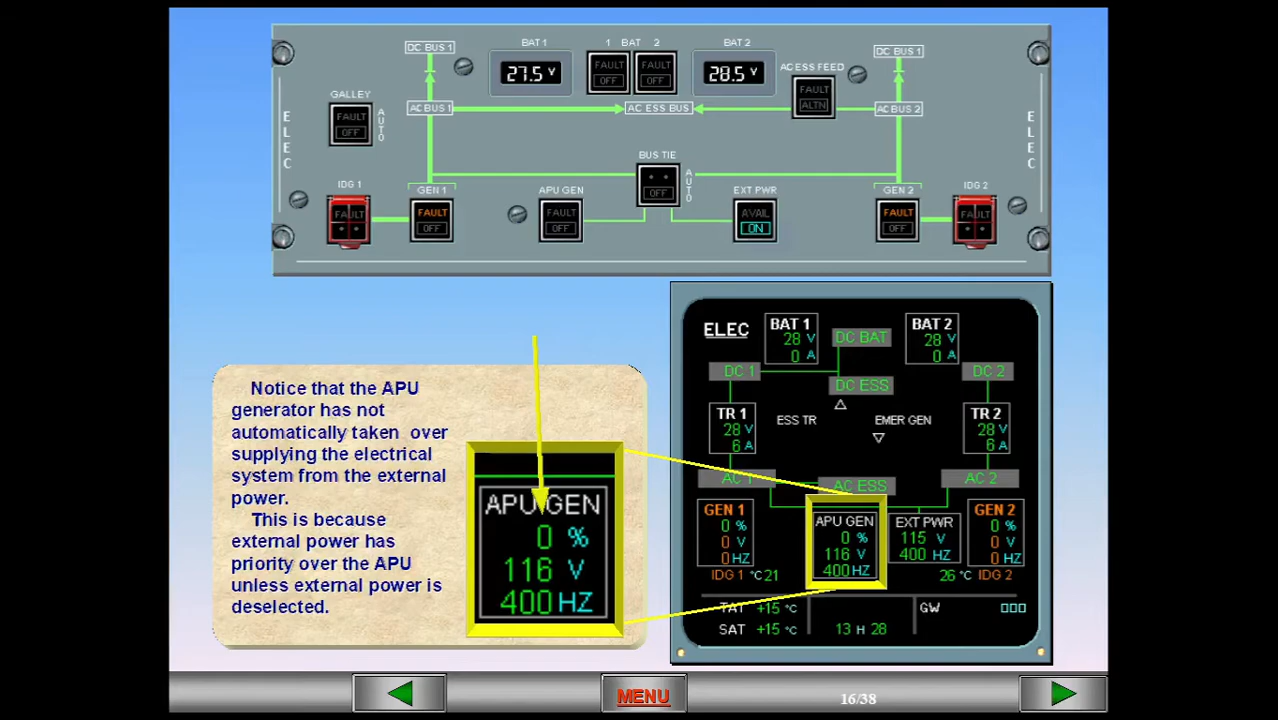 DC BUS 1
BAT 1
1 BAT 2
BAT 2
DC BUS 1
27.5 V
FAULT
OFF
FAULT
OFF
28.5 V
AC ESS FEED
FAULT
ALTN
GALLEY
FAULT
OFF
AUTO
AC BUS 1
AC ESS BUS
AC BUS 2
ELEC
ELEC
BUS TIE
OFF
AUTO
IDG 1
FAULT
GEN 1
FAULT
OFF
APU GEN
FAULT
OFF
EXT PWR
AVAIL
ON
GEN 2
FAULT
OFF
IDG 2
FAULT
Notice that the APU
generator has not
automatically taken over
supplying the electrical
system from the external
power.
This is because
external power has
priority over the APU
unless external power is
deselected.
APU GEN
0 %
116 V
400 HZ
ELEC
BAT 1
28 V
0 A
DC BAT
BAT 2
28 V
0 A
DC 1
DC ESS
DC 2
TR 1
28 V
6 A
ESS TR
EMER GEN
TR 2
28 V
6 A
AC 1
AC ESS
AC 2
GEN 1
0 %
0 V
0 HZ
APU GEN
0 %
116 V
400 HZ
EXT PWR
115 V
400 HZ
GEN 2
0 %
0 V
0 HZ
IDG 1 °C 21
26 °C IDG 2
TAT +15 °C
GW
SAT +15 °C
13 H 28
MENU
16/38